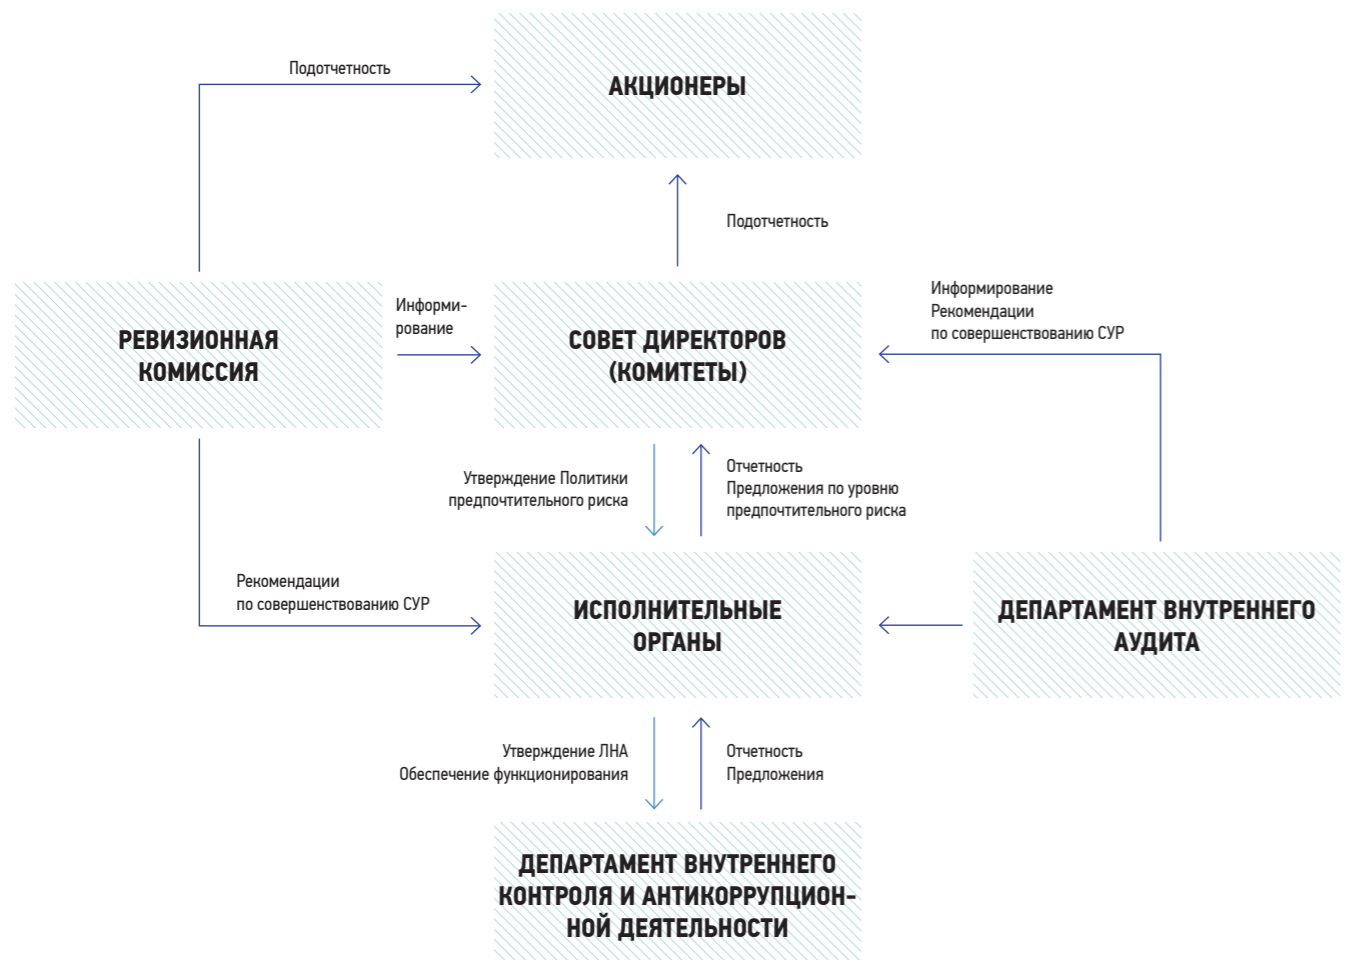 Подотчетность
АКЦИОНЕРЫ
Подотчетность
РЕВИЗИОННАЯ
КОМИССИЯ
Информи-
рование
СОВЕТ ДИРЕКТОРОВ
(КОМИТЕТЫ)
Информирование
Рекомендации
по совершенствованию СУР
Утверждение Политики
предпочтительного риска
Отчетность
Предложения по уровню
предпочтительного риска
Рекомендации
по совершенствованию СУР
ИСПОЛНИТЕЛЬНЫЕ
ОРГАНЫ
ДЕПАРТАМЕНТ ВНУТРЕННЕГО
АУДИТА
Утверждение ЛНА
Обеспечение функционирования
Отчетность
Предложения
ДЕПАРТАМЕНТ ВНУТРЕННЕГО
КОНТРОЛЯ И АНТИКОРРУПЦИОН-
НОЙ ДЕЯТЕЛЬНОСТИ